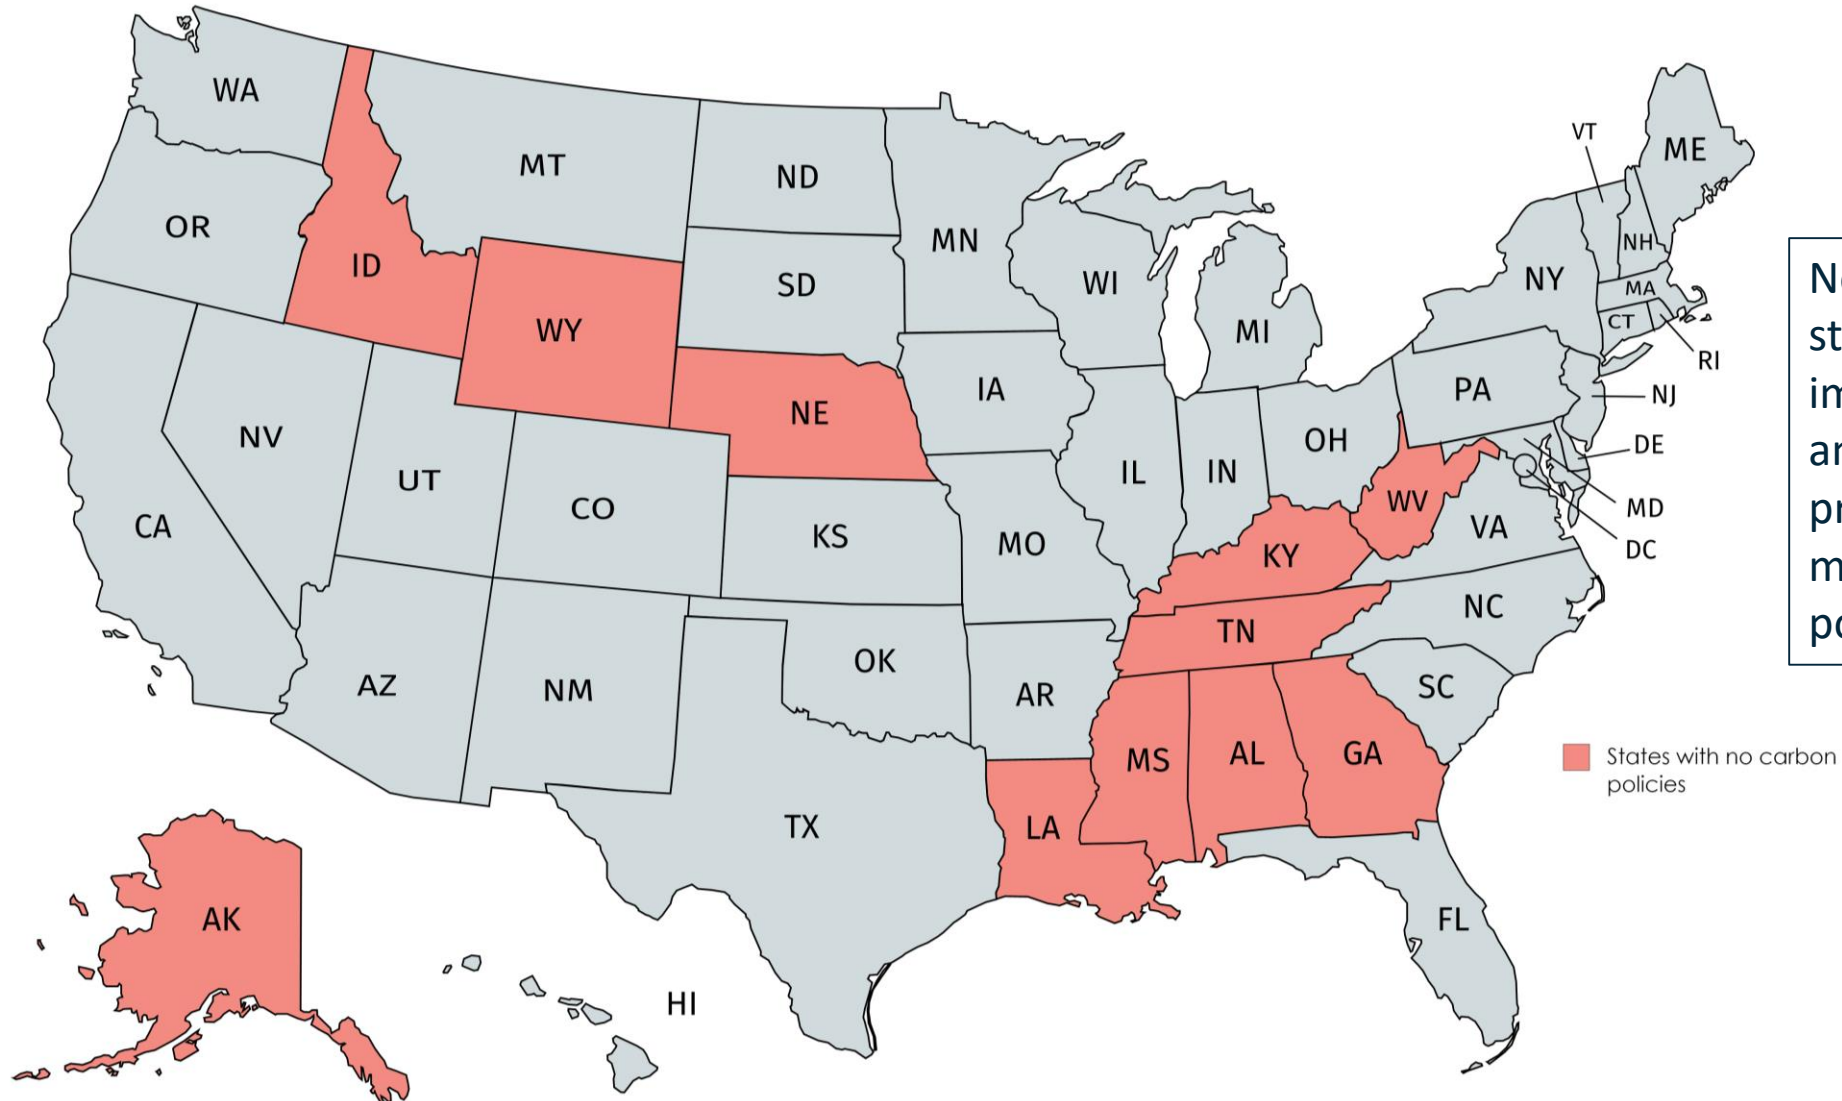 WA
MT
ND
MN
VT
ME
OR
ID
SD
WI
NY
NH
MA
CT
RI
WY
MI
IA
NE
PA
NJ
NV
UT
CO
KS
MO
IL
IN
OH
WV
DE
MD
DC
VA
KY
CA
NC
TN
AZ
NM
OK
AR
SC
MS
AL
GA
TX
LA
FL
AK
HI
States with no carbon
policies